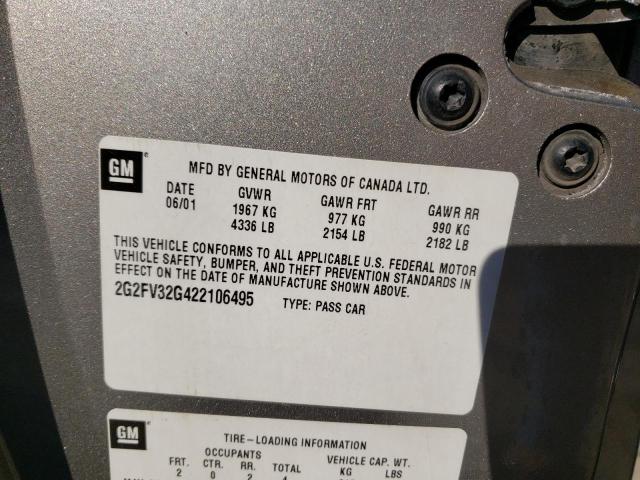 GM
MFD BY GENERAL MOTORS OF CANADA LTD.
DATE GVWR GAWR FRT GAWR RR
06/01 1967 KG 977 KG 990 KG
4336 LB 2154 LB 2182 LB
THIS VEHICLE CONFORMS TO ALL APPLICABLE U.S. FEDERAL MOTOR
VEHICLE SAFETY, BUMPER, AND THEFT PREVENTION STANDARDS IN
EFFECT ON THE DATE OF MANUFACTURE SHOWN ABOVE.
2G2FV32G422106495 TYPE: PASS CAR
GM
TIRE-LOADING INFORMATION
OCCUPANTS VEHICLE CAP. WT.
FRT. CTR. RR. TOTAL KG LBS
2 0 2 4